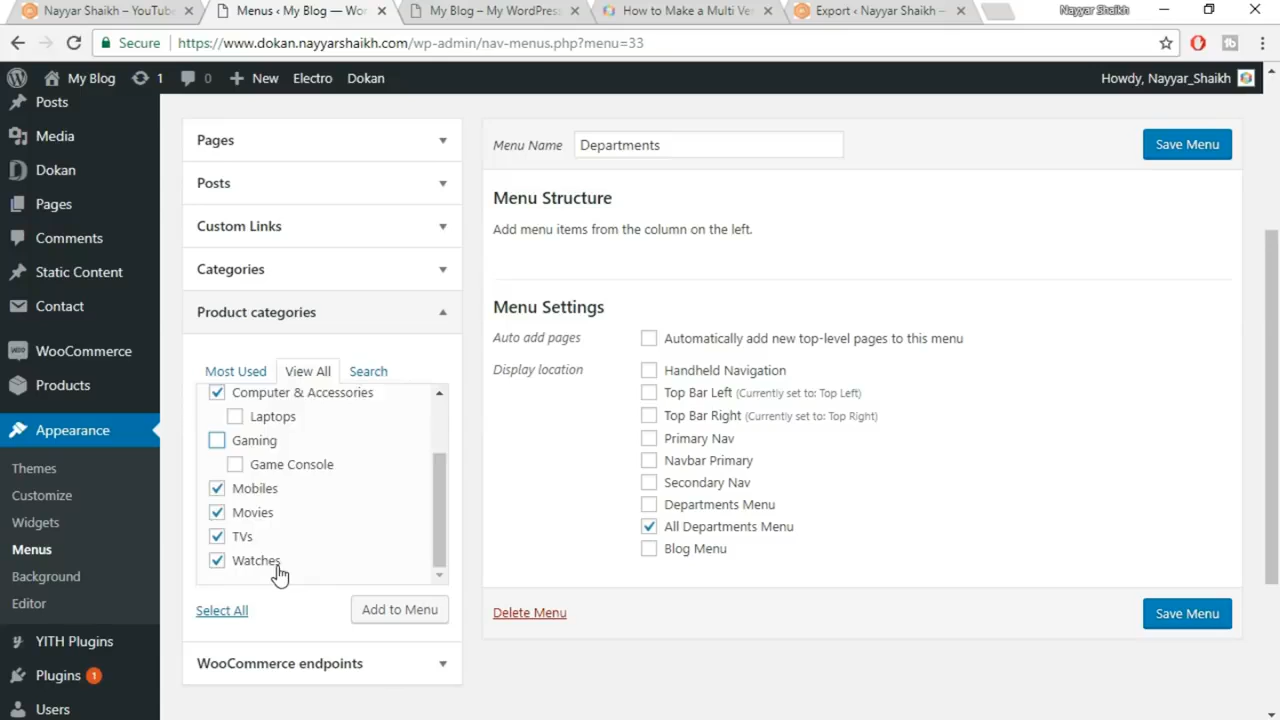 Nayyar Shaikh – YouTube
Menus ‹ My Blog — Wor
My Blog – My WordPress
How to Make a Multi Ve
Export ‹ Nayyar Shaikh —
Nayyar Shaikh
Secure
https://www.dokan.nayyarshaikh.com/wp-admin/nav-menus.php?menu=33
My Blog
1
0
New
Electro
Dokan
Howdy, Nayyar_Shaikh
Posts
Media
Dokan
Pages
Comments
Static Content
Contact
WooCommerce
Products
Appearance
Themes
Customize
Widgets
Menus
Background
Editor
YITH Plugins
Plugins 1
Users
Pages
Posts
Custom Links
Categories
Product categories
Most Used
View All
Search
Computer & Accessories
Laptops
Gaming
Game Console
Mobiles
Movies
TVs
Watches
Select All
Add to Menu
WooCommerce endpoints
Menu Name
Departments
Save Menu
Menu Structure
Add menu items from the column on the left.
Menu Settings
Auto add pages
Automatically add new top-level pages to this menu
Display location
Handheld Navigation
Top Bar Left (Currently set to: Top Left)
Top Bar Right (Currently set to: Top Right)
Primary Nav
Navbar Primary
Secondary Nav
Departments Menu
All Departments Menu
Blog Menu
Delete Menu
Save Menu